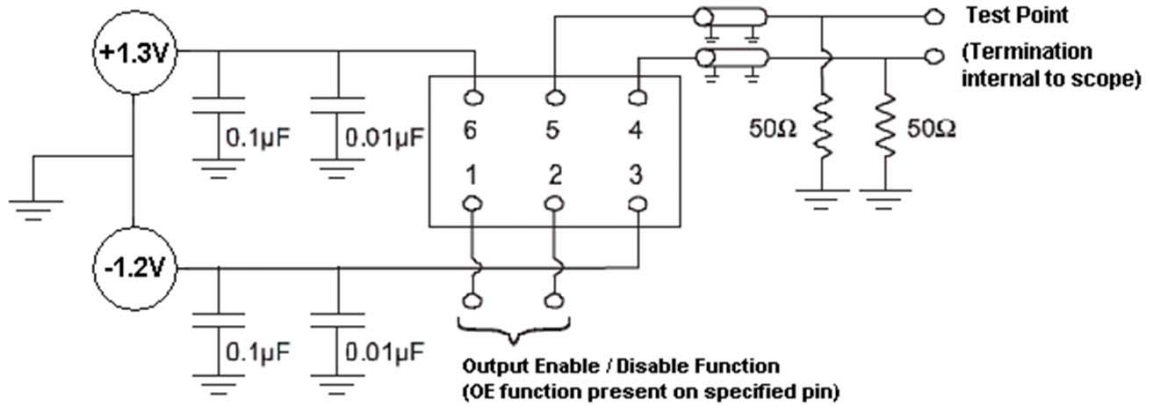 Test Point
+1.3V
(Termination
internal to scope)
0.1µF
0.01µF
6
5
4
50Ω
50Ω
1
2
3
-1.2V
0.1µF
0.01µF
Output Enable / Disable Function
(OE function present on specified pin)